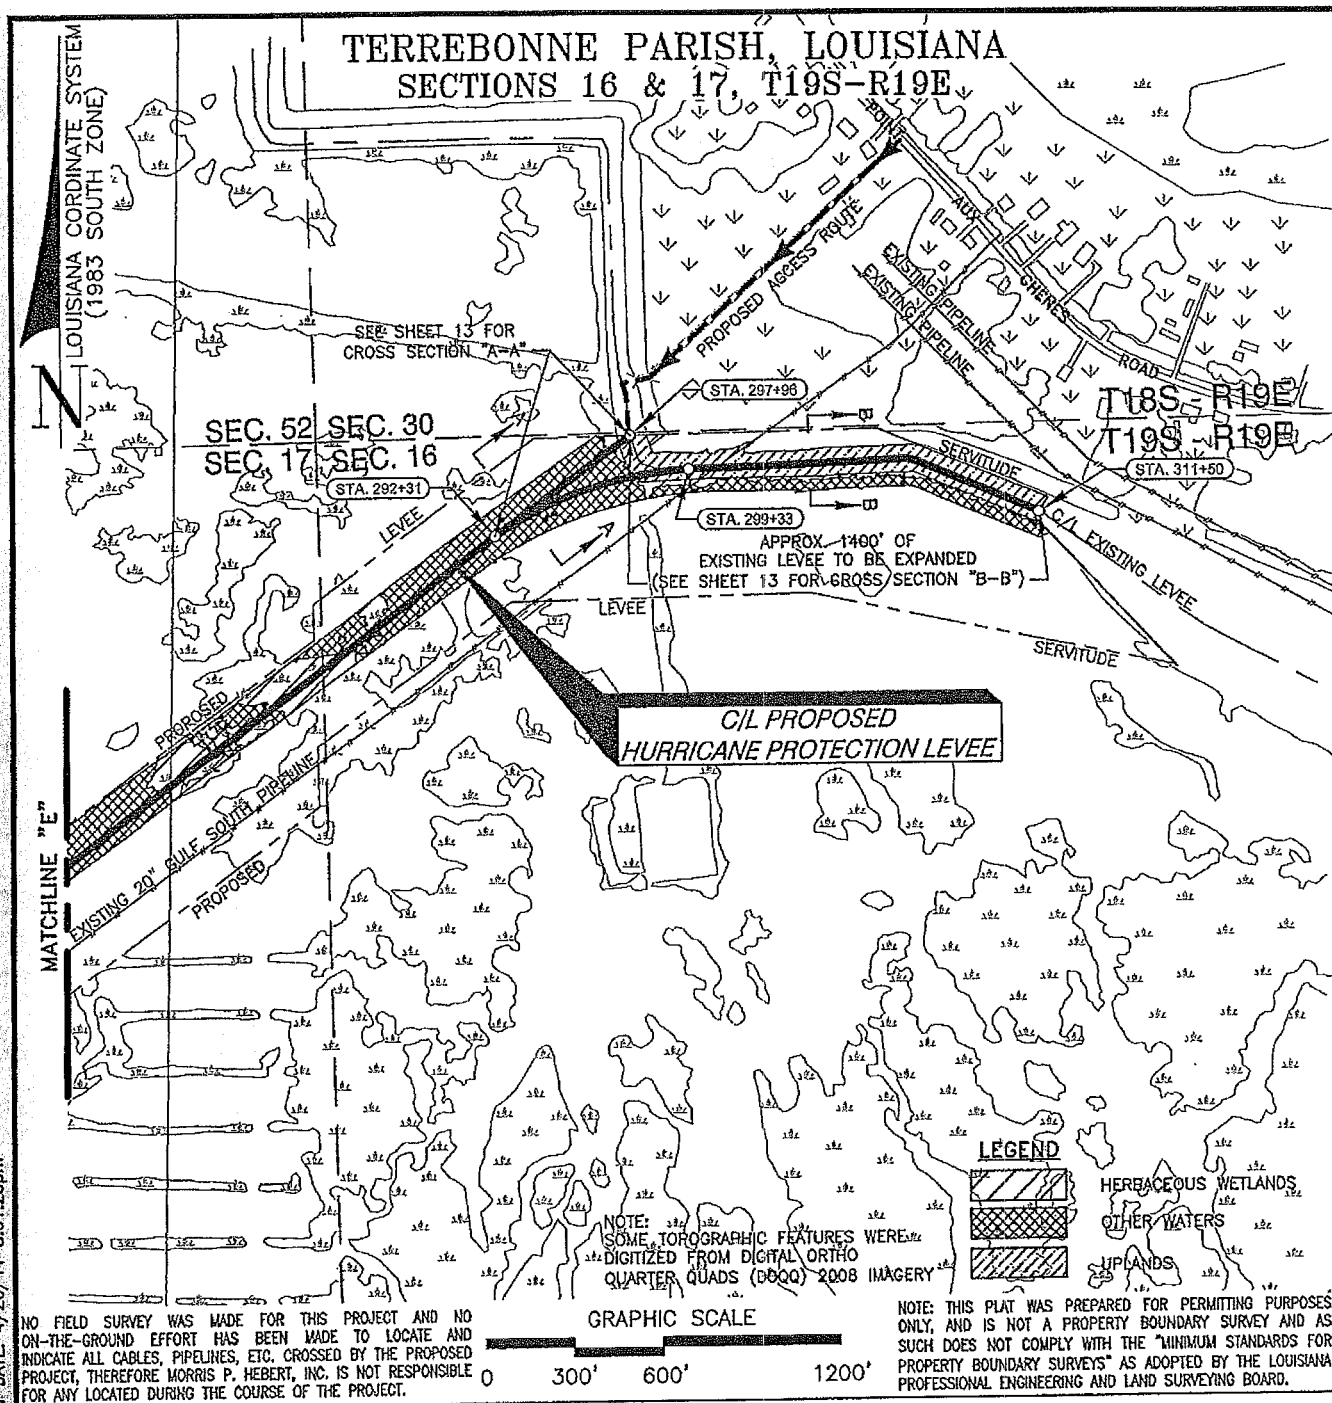 TERREBONNE PARISH, LOUISIANA
SECTIONS 16 & 17, T19S-R19E
LOUISIANA CORDINATE SYSTEM
(1983 SOUTH ZONE)
N
POINT
AUX
CHENES
ROAD
PROPOSED ACCESS ROUTE
EXISTING PIPELINE
EXISTING PIPELINE
SEE SHEET 13 FOR
CROSS SECTION "A-A"
STA. 297+96
B
T18S - R19E
T19S - R19E
SEC. 52 SEC. 30
SEC. 17 SEC. 16
A
STA. 292+31
SERVITUDE
STA. 311+50
LEVEE
STA. 299+33
B
A
C/L EXISTING LEVEE
APPROX. 1400' OF
EXISTING LEVEE TO BE EXPANDED
(SEE SHEET 13 FOR CROSS SECTION "B-B")
LEVEE
SERVITUDE
PROPOSED
C/L PROPOSED
HURRICANE PROTECTION LEVEE
MATCHLINE "E"
EXISTING 20" GULF SOUTH PIPELINE
PROPOSED
LEGEND
HERBACEOUS WETLANDS
OTHER WATERS
UPLANDS
NOTE:
SOME TOPOGRAPHIC FEATURES WERE
DIGITIZED FROM DIGITAL ORTHO
QUARTER QUADS (DOQQ) 2008 IMAGERY
NO FIELD SURVEY WAS MADE FOR THIS PROJECT AND NO
ON-THE-GROUND EFFORT HAS BEEN MADE TO LOCATE AND
INDICATE ALL CABLES, PIPELINES, ETC. CROSSED BY THE PROPOSED
PROJECT, THEREFORE MORRIS P. HEBERT, INC. IS NOT RESPONSIBLE
FOR ANY LOCATED DURING THE COURSE OF THE PROJECT.
GRAPHIC SCALE
0 300' 600' 1200'
NOTE: THIS PLAT WAS PREPARED FOR PERMITTING PURPOSES
ONLY, AND IS NOT A PROPERTY BOUNDARY SURVEY AND AS
SUCH DOES NOT COMPLY WITH THE "MINIMUM STANDARDS FOR
PROPERTY BOUNDARY SURVEYS" AS ADOPTED BY THE LOUISIANA
PROFESSIONAL ENGINEERING AND LAND SURVEYING BOARD.